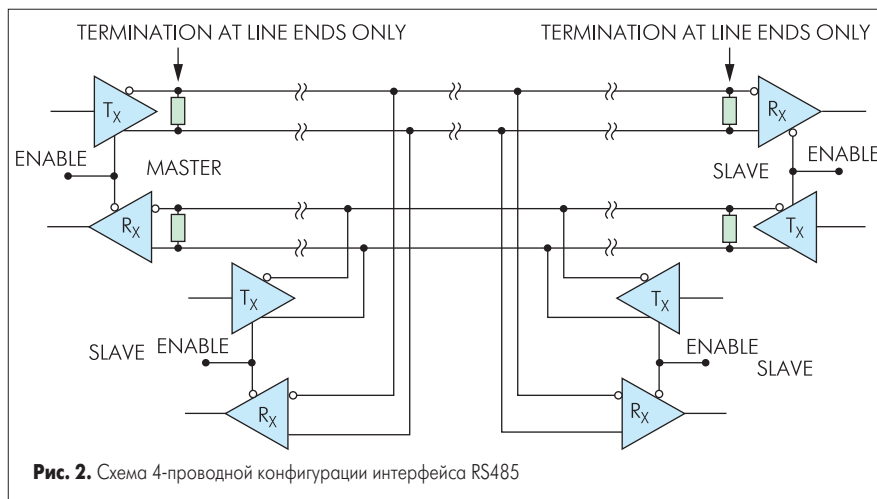 TERMINATION AT LINE ENDS ONLY
TERMINATION AT LINE ENDS ONLY
TX
RX
ENABLE
MASTER
SLAVE
ENABLE
RX
TX
TX
TX
SLAVE
ENABLE
ENABLE
SLAVE
RX
RX
Рис. 2. Схема 4-проводной конфигурации интерфейса RS485